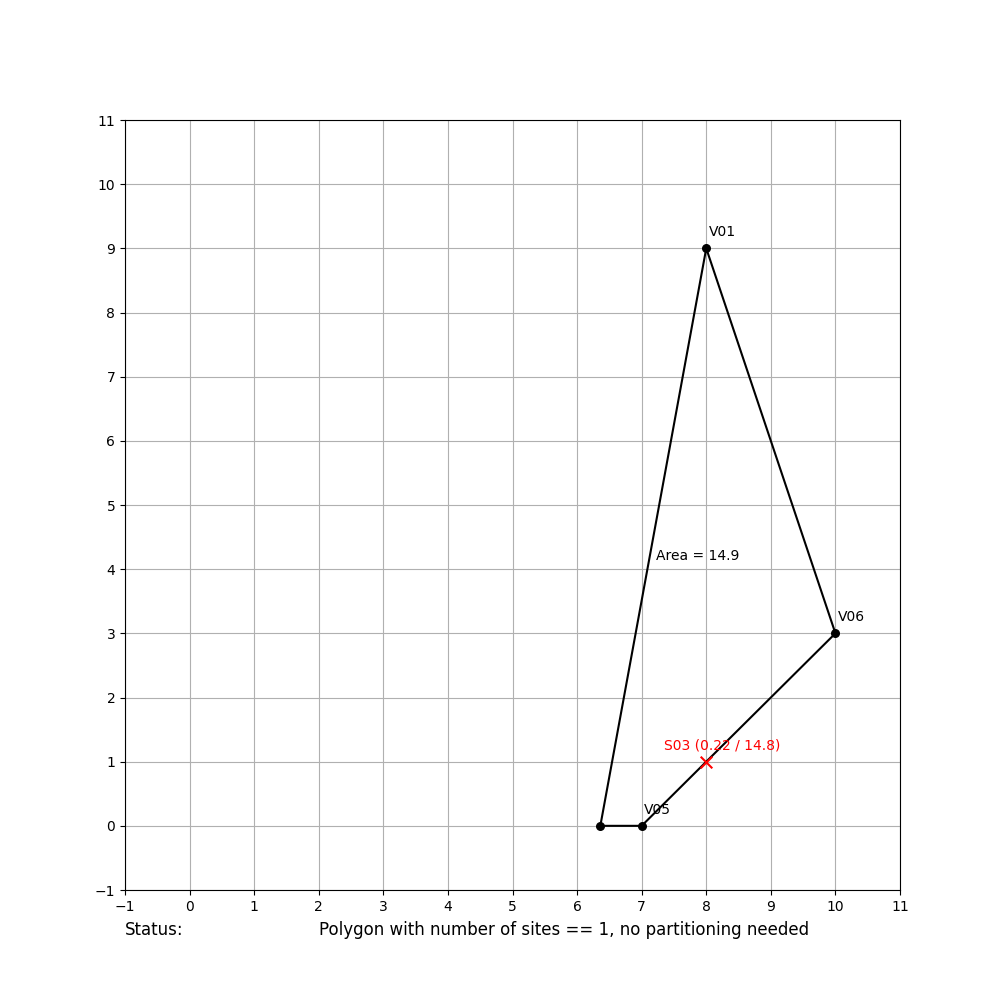 11
10
9
8
7
6
5
4
3
2
1
0
−1
V01
Area = 14.9
V06
S03 (0.22 / 14.8)
V05
−1 0 1 2 3 4 5 6 7 8 9 10 11
Status: Polygon with number of sites == 1, no partitioning needed